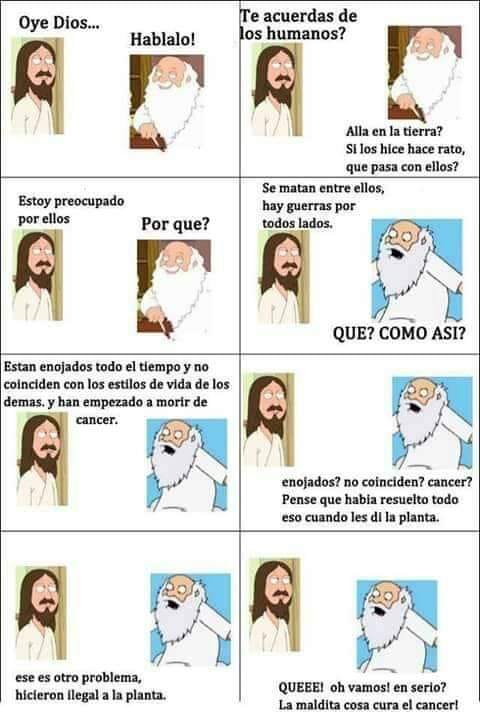 Oye Dios...
Hablalo!
Te acuerdas de
los humanos?
Alla en la tierra?
Si los hice hace rato,
que pasa con ellos?
Estoy preocupado
por ellos
Por que?
Se matan entre ellos,
hay guerras por
todos lados.
QUE? COMO ASI?
Estan enojados todo el tiempo y no
coinciden con los estilos de vida de los
demas. y han empezado a morir de
cancer.
enojados? no coinciden? cancer?
Pense que habia resuelto todo
eso cuando les di la planta.
ese es otro problema,
hicieron ilegal a la planta.
QUEEE! oh vamos! en serio?
La maldita cosa cura el cancer!